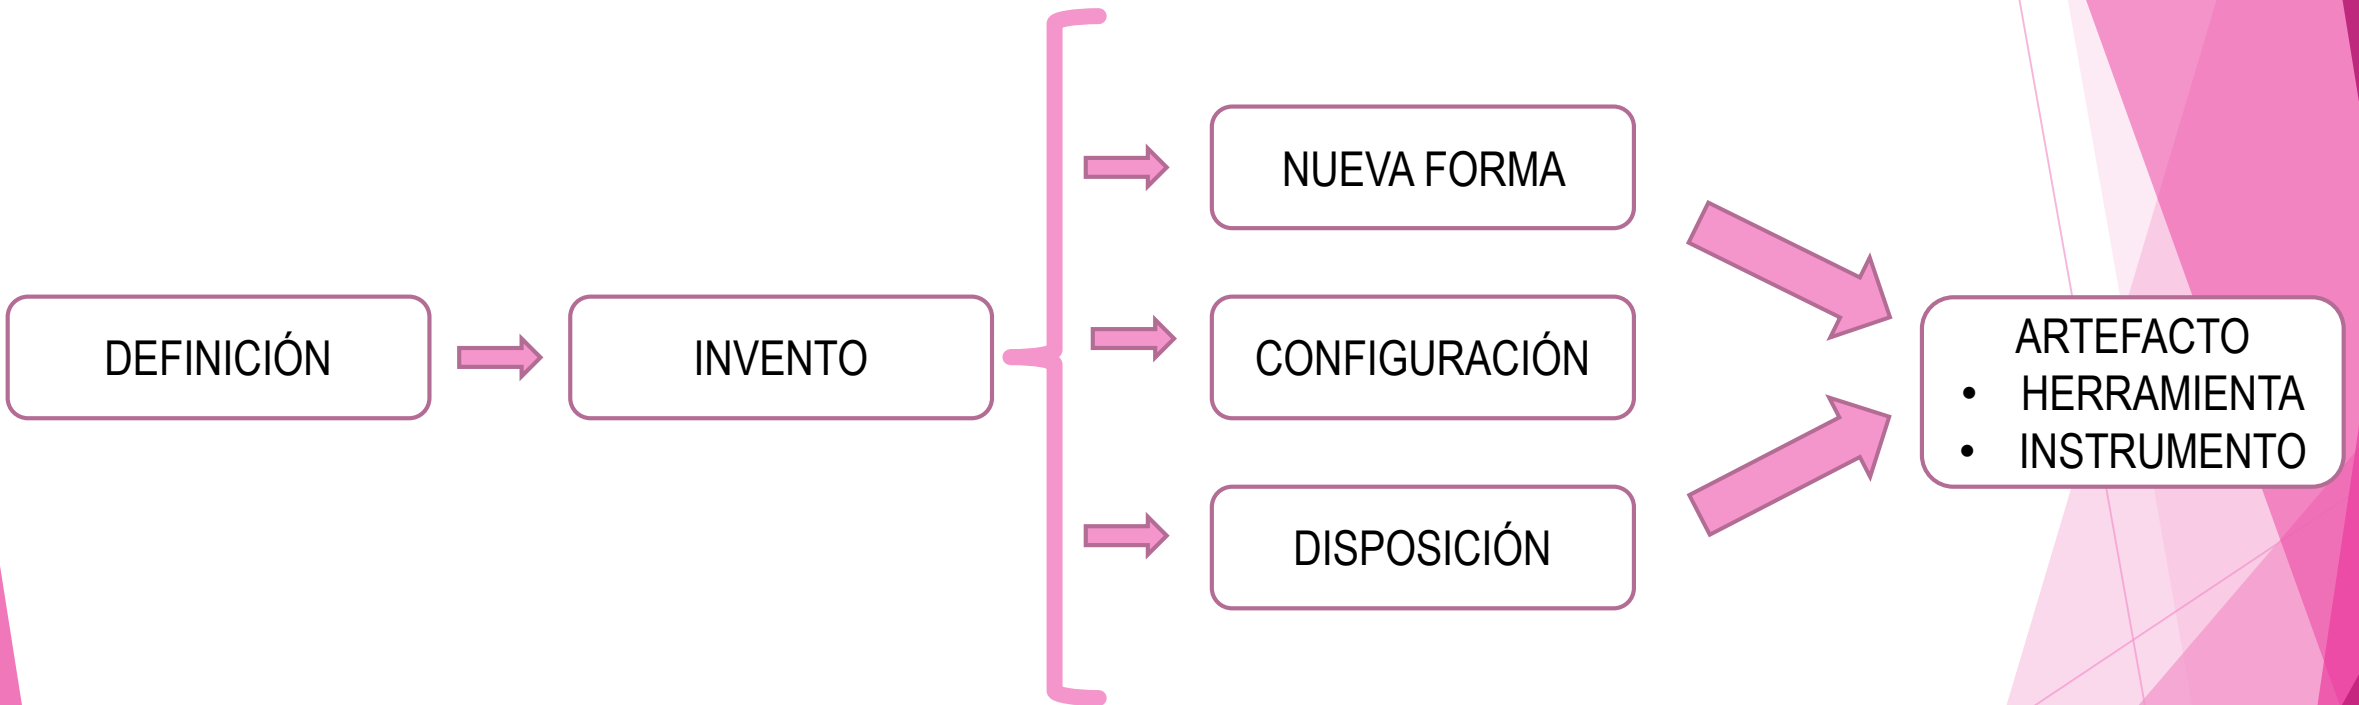 DEFINICIÓN
INVENTO
NUEVA FORMA
CONFIGURACIÓN
DISPOSICIÓN
ARTEFACTO
• HERRAMIENTA
• INSTRUMENTO